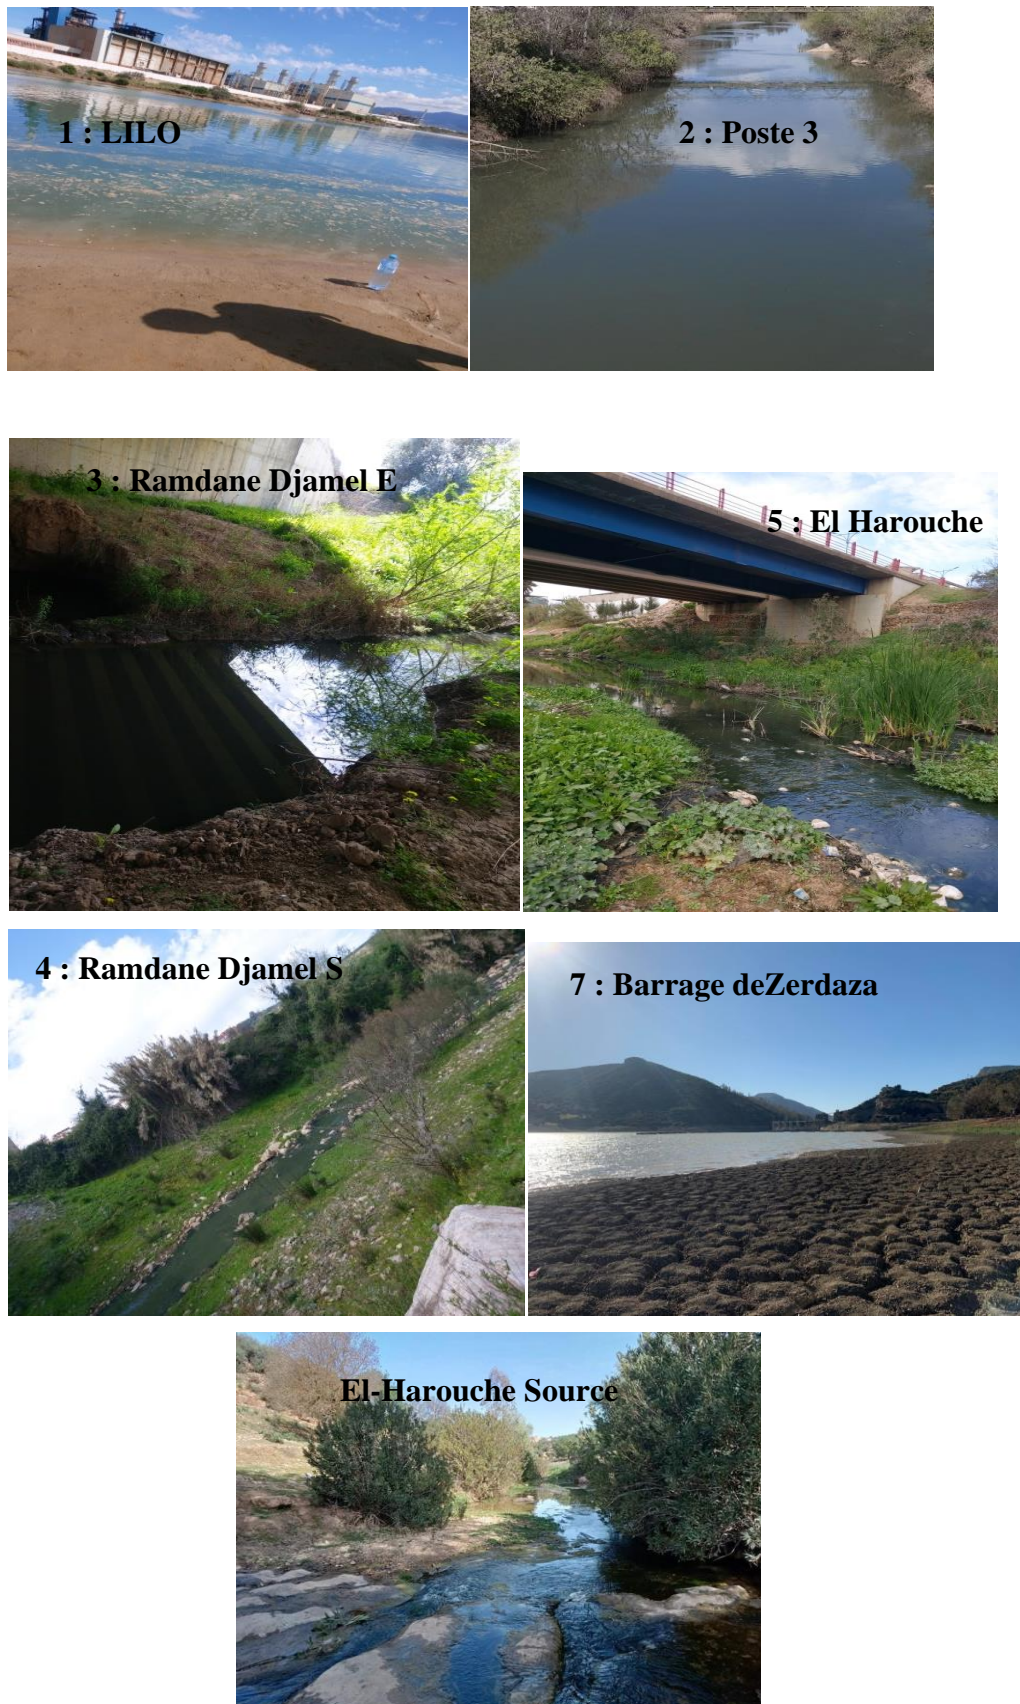 1 : LILO
2 : Poste 3
3 : Ramdane Djamel E
5 : El Harouche
4 : Ramdane Djamel S
7 : Barrage deZerdaza
El-Harouche Source